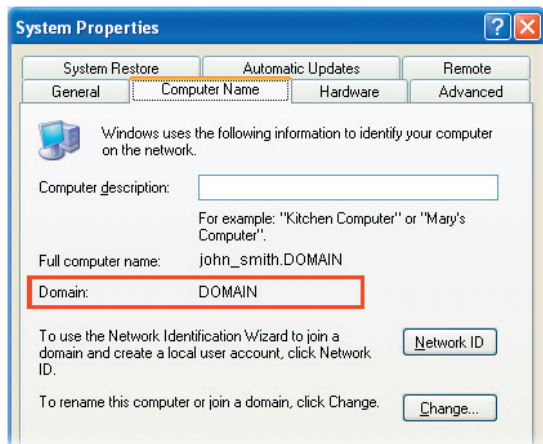 System Properties
System Restore Automatic Updates Remote
General Computer Name Hardware Advanced
Windows uses the following information to identify your computer
on the network.
Computer description:
For example: "Kitchen Computer" or "Mary's
Computer".
Full computer name: john_smith.DOMAIN
Domain: DOMAIN
To use the Network Identification Wizard to join a
domain and create a local user account, click Network
ID.
Network ID
To rename this computer or join a domain, click Change.
Change...